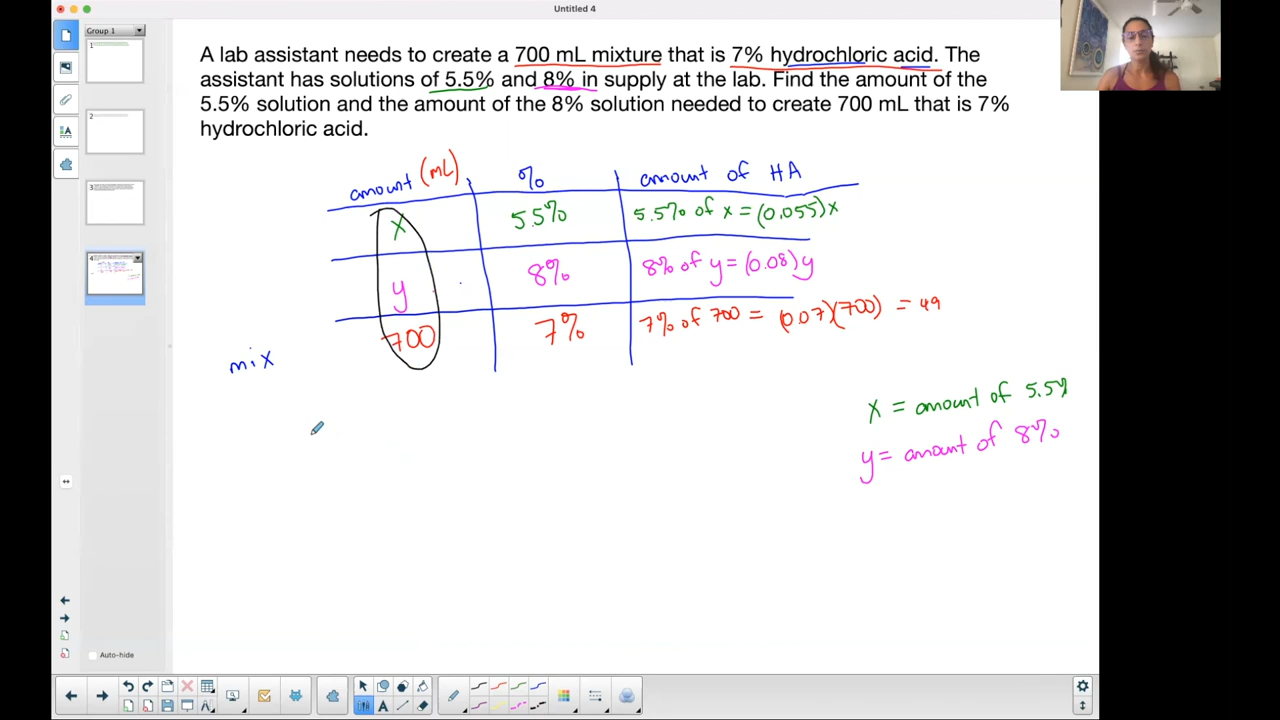 Untitled 4
Group 1
1
2
3
4
A lab assistant needs to create a 700 mL mixture that is 7% hydrochloric acid. The
assistant has solutions of 5.5% and 8% in supply at the lab. Find the amount of the
5.5% solution and the amount of the 8% solution needed to create 700 mL that is 7%
hydrochloric acid.
amount (mL) % amount of HA
x 5.5% 5.5% of x = (0.055)x
y 8% 8% of y = (0.08)y
mix 700 7% 7% of 700 = (0.07)(700) = 49
x = amount of 5.5%
y = amount of 8%
Auto-hide